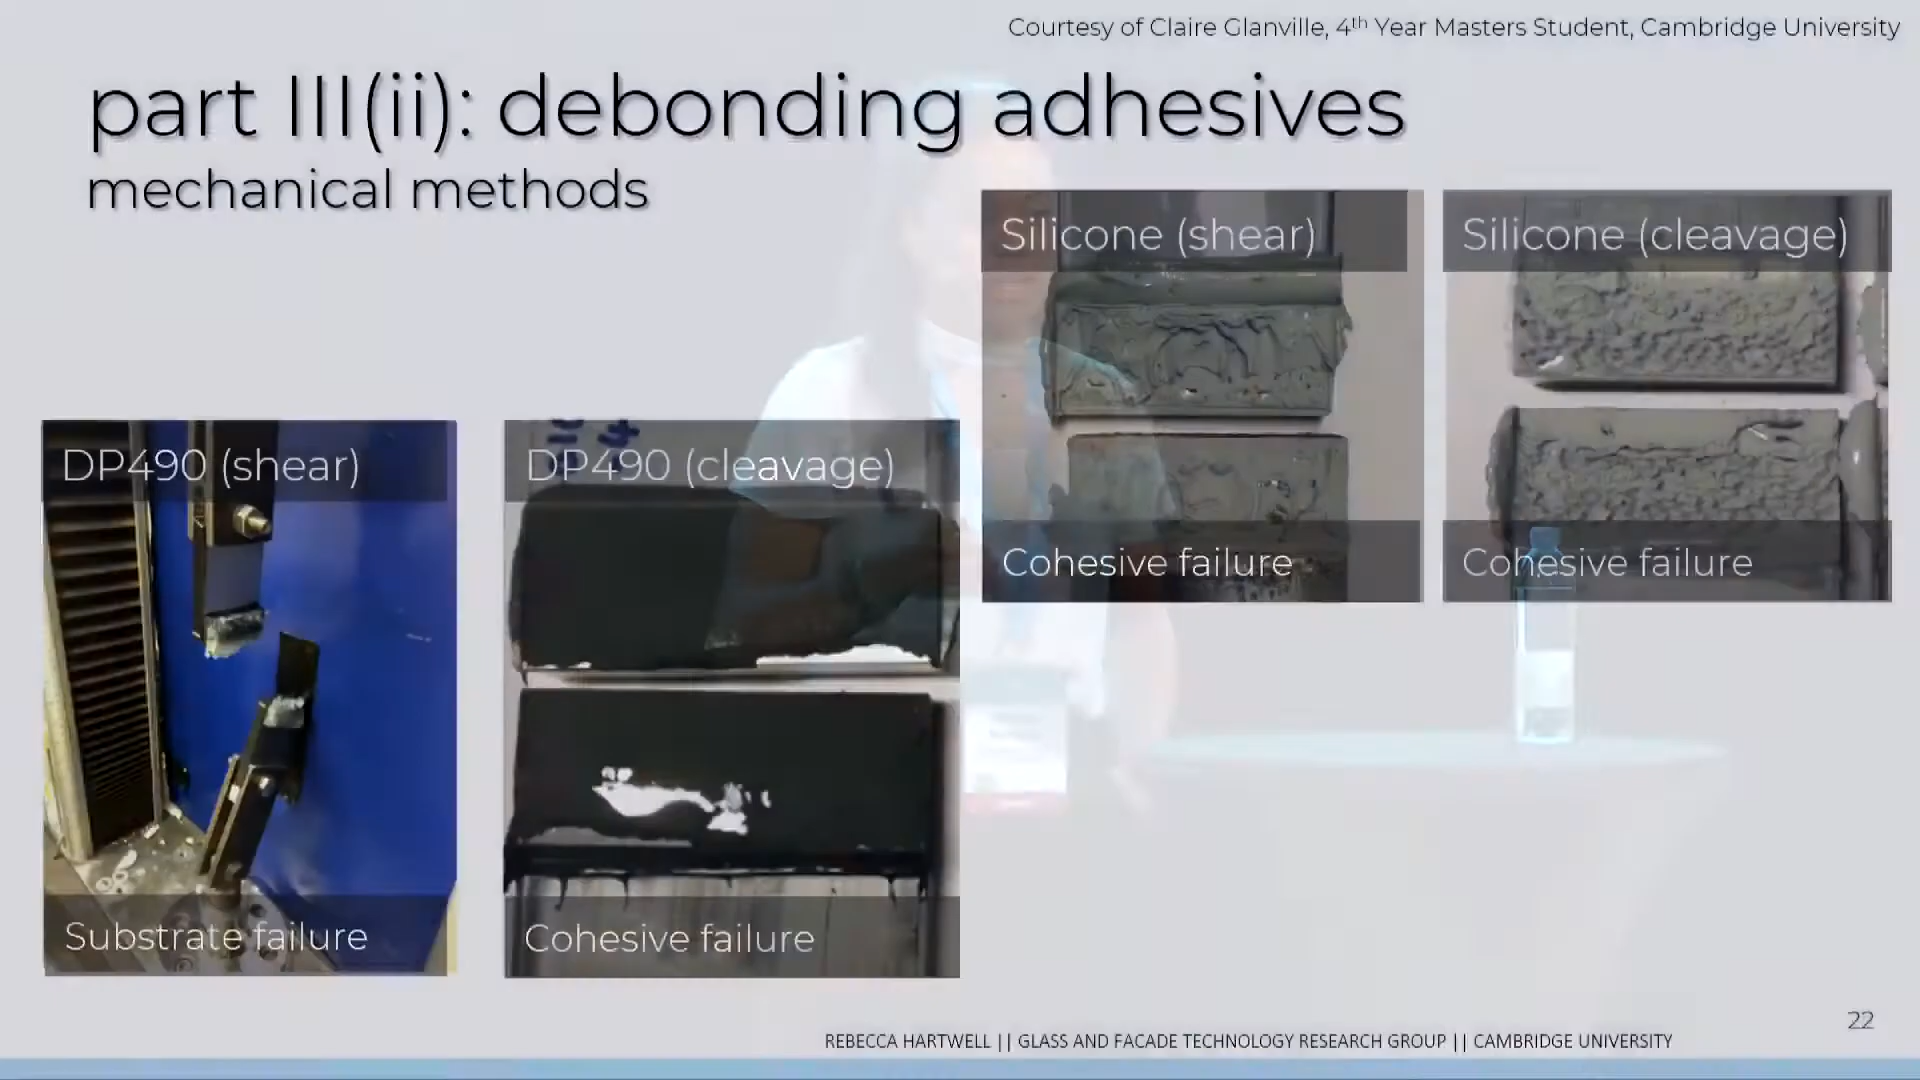 Courtesy of Claire Glanville, 4th Year Masters Student, Cambridge University
part III(ii): debonding adhesives
mechanical methods
Silicone (shear)
Silicone (cleavage)
Cohesive failure
Cohesive failure
DP490 (shear)
DP490 (cleavage)
Substrate failure
Cohesive failure
22
REBECCA HARTWELL || GLASS AND FACADE TECHNOLOGY RESEARCH GROUP || CAMBRIDGE UNIVERSITY